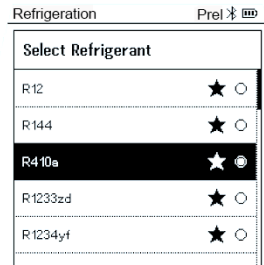 Refrigeration Prel
Select Refrigerant
R12
R144
R410a
R1233zd
R1234yf